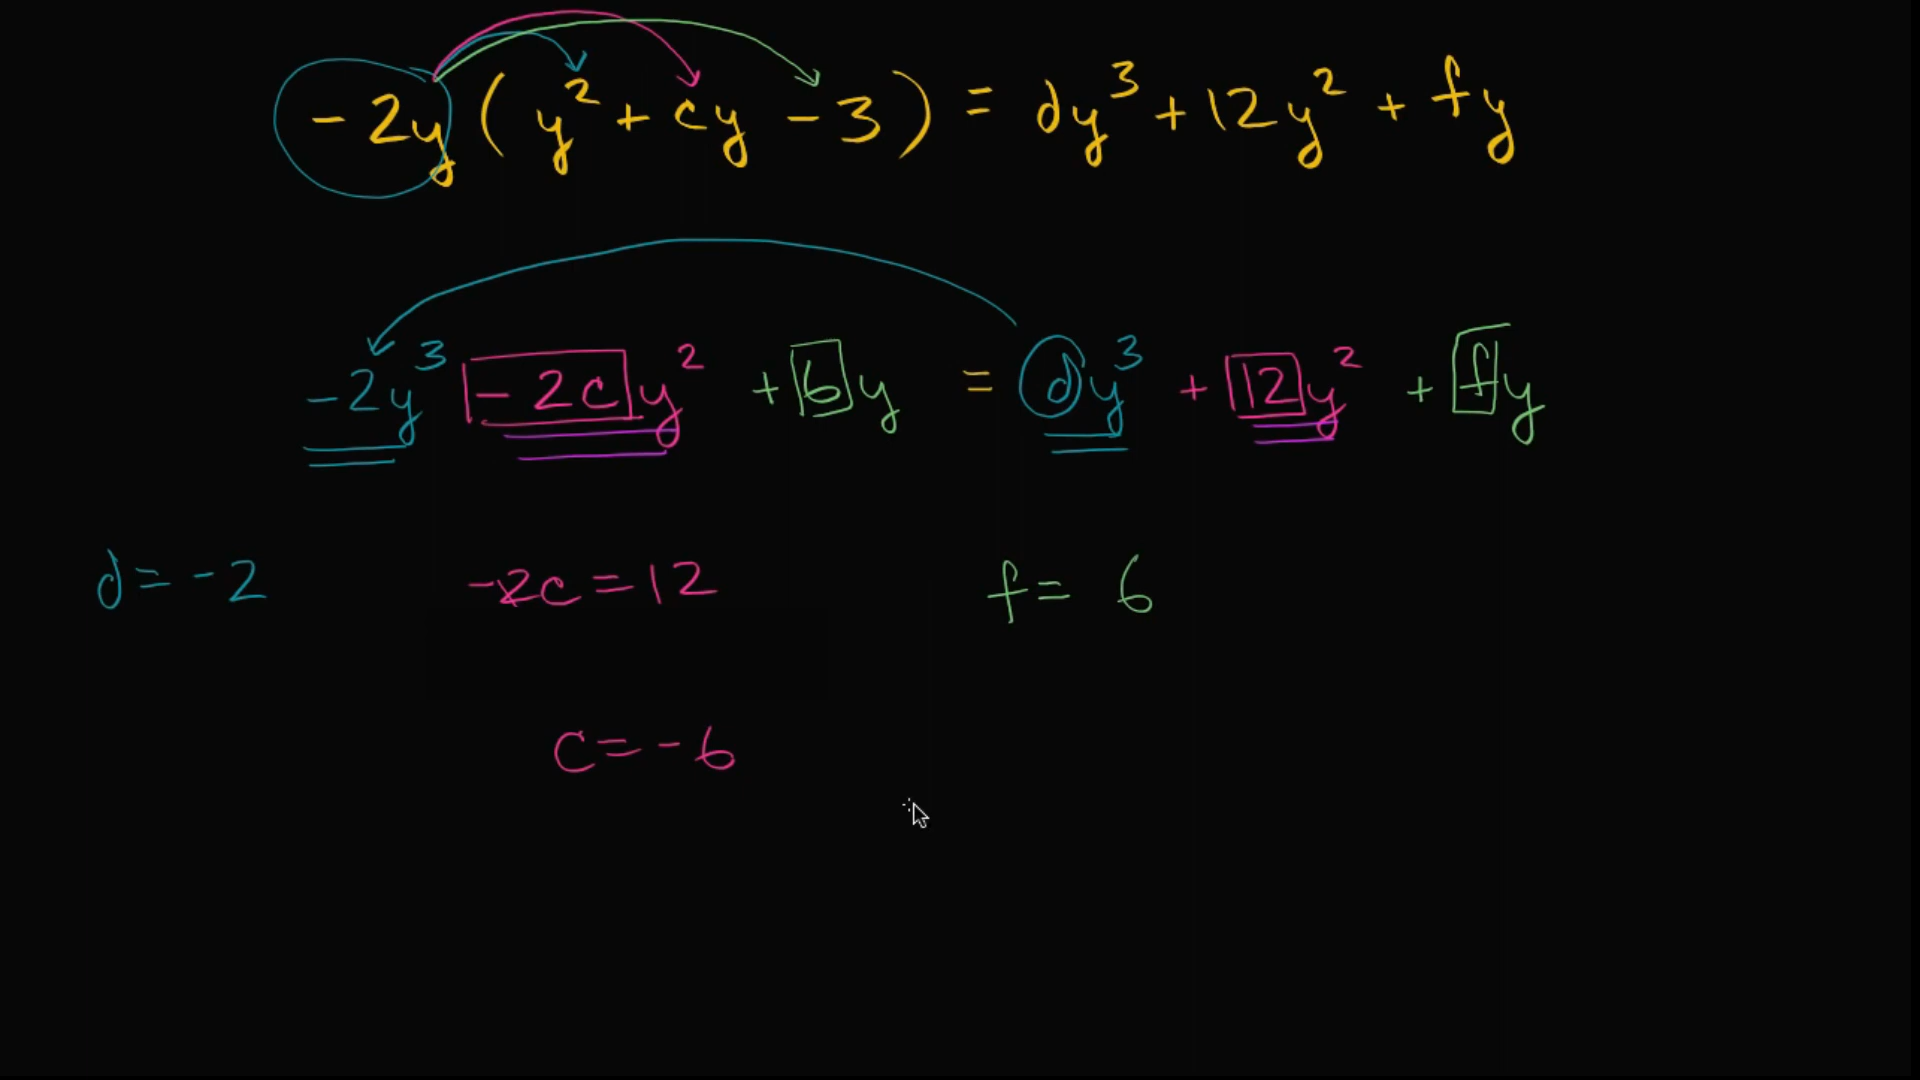 -2y(y² + cy - 3) = dy³ + 12y² + fy
-2y³ - 2cy² + 6y = dy³ + 12y² + fy
d = -2 -2c = 12 f = 6
c = -6